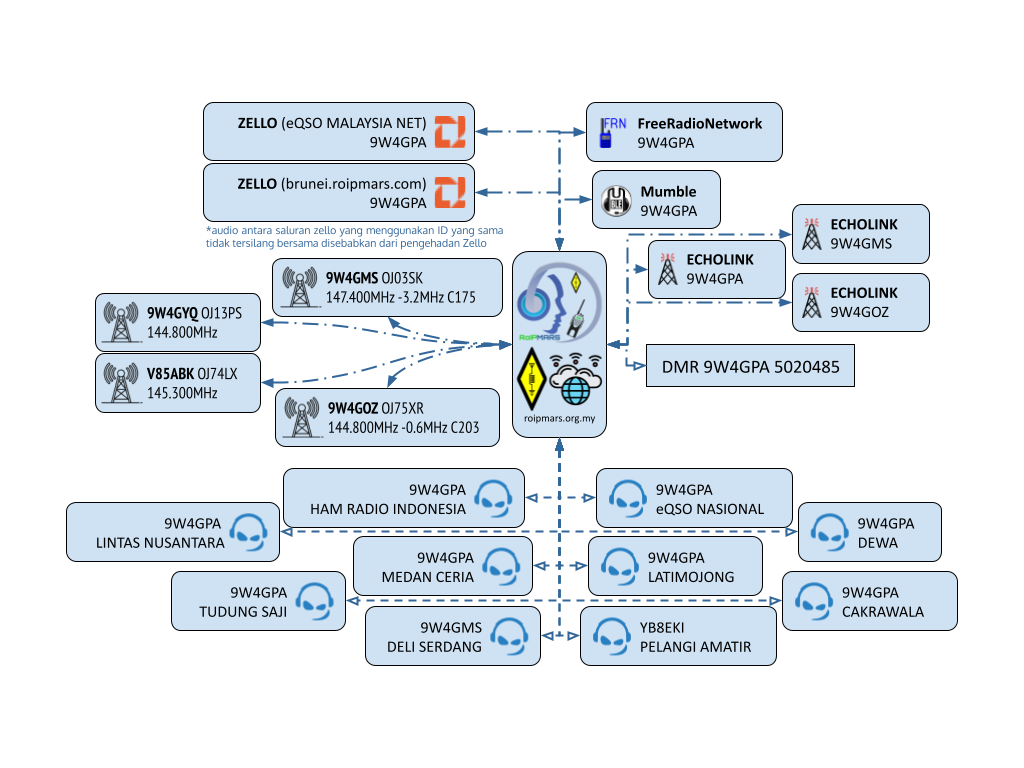 ZELLO (eQSO MALAYSIA NET)
9W4GPA
FRN
FreeRadioNetwork
9W4GPA
ZELLO (brunei.roipmars.com)
9W4GPA
Mumble
9W4GPA
*audio antara saluran zello yang menggunakan ID yang sama
tidak tersilang bersama disebabkan dari pengehadan Zello
ECHOLINK
9W4GMS
ECHOLINK
9W4GPA
ECHOLINK
9W4GOZ
9W4GMS OJ03SK
147.400MHz -3.2MHz C175
9W4GYQ OJ13PS
144.800MHz
V85ABK OJ74LX
145.300MHz
9W4GOZ OJ75XR
144.800MHz -0.6MHz C203
RoIPMARS
roipmars.org.my
DMR 9W4GPA 5020485
9W4GPA
HAM RADIO INDONESIA
9W4GPA
eQSO NASIONAL
9W4GPA
LINTAS NUSANTARA
9W4GPA
DEWA
9W4GPA
MEDAN CERIA
9W4GPA
LATIMOJONG
9W4GPA
TUDUNG SAJI
9W4GPA
CAKRAWALA
9W4GMS
DELI SERDANG
YB8EKI
PELANGI AMATIR